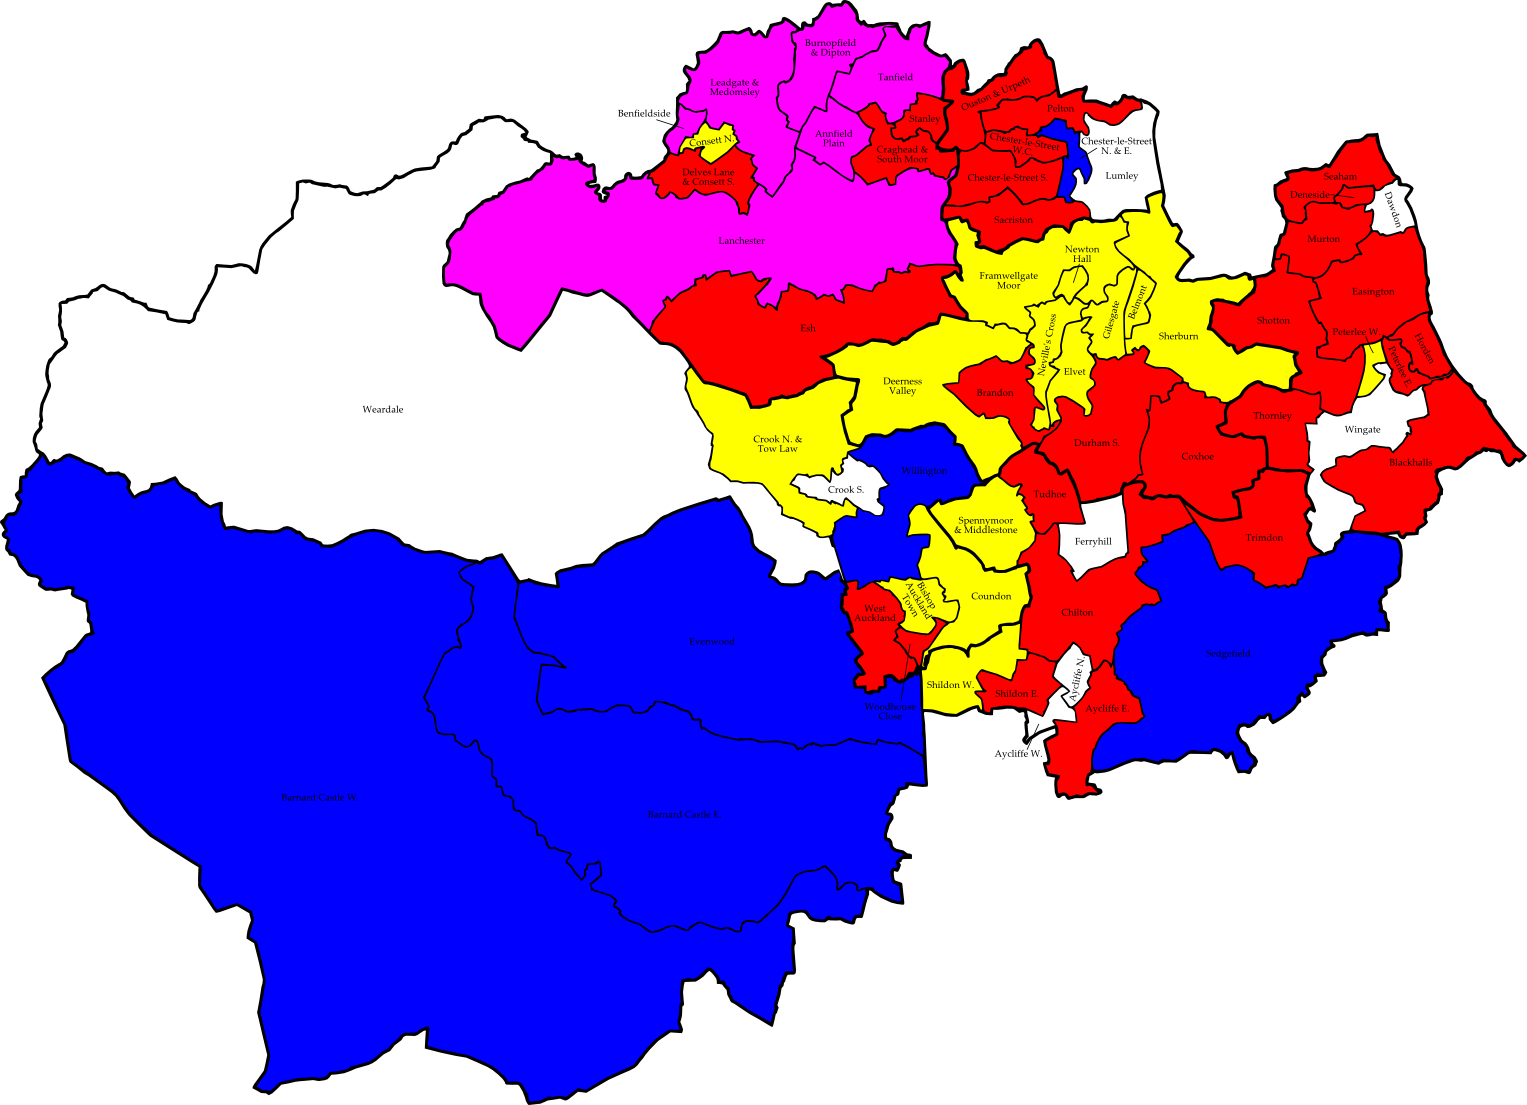 Burnopfield
& Dipton
Tanfield
Leadgate &
Medomsley
Benfieldside
Consett N.
Annfield
Plain
Stanley
Craghead &
South Moor
Delves Lane
& Consett S.
Lanchester
Ouston & Urpeth
Pelton
Chester-le-Street
W.C.
Chester-le-Street
N. & E.
Lumley
Chester-le-Street S.
Sacriston
Seaham
Deneside
Dawdon
Murton
Easington
Shotton
Peterlee W.
Peterlee E.
Horden
Newton
Hall
Framwellgate
Moor
Neville's Cross
Gilesgate
Belmont
Sherburn
Elvet
Esh
Deerness
Valley
Brandon
Durham S.
Coxhoe
Thornley
Wingate
Blackhalls
Trimdon
Weardale
Crook N. &
Tow Law
Crook S.
Willington
Tudhoe
Spennymoor
& Middlestone
Ferryhill
Coundon
Bishop
Auckland
Town
West
Auckland
Chilton
Evenwood
Sedgefield
Shildon W.
Shildon E.
Aycliffe N.
Aycliffe E.
Aycliffe W.
Woodhouse
Close
Barnard Castle W.
Barnard Castle E.